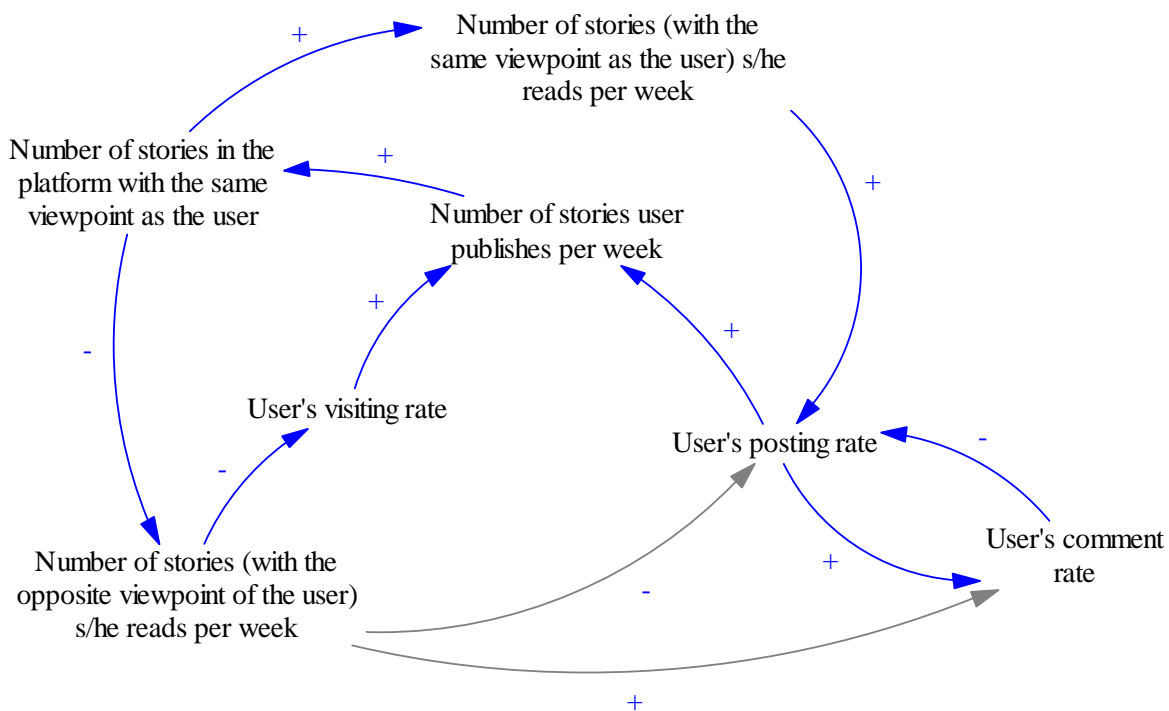 +
Number of stories (with the
same viewpoint as the user) s/he
reads per week
Number of stories in the
platform with the same
viewpoint as the user
+
+
Number of stories user
publishes per week
+
+
-
User's visiting rate
User's posting rate
-
-
Number of stories (with the
opposite viewpoint of the user)
s/he reads per week
User's comment
rate
+
-
+